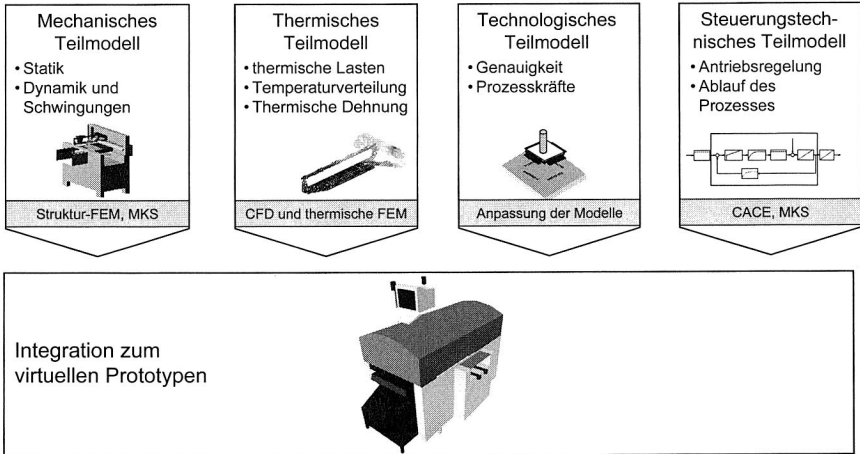 Mechanisches
Teilmodell
• Statik
• Dynamik und
Schwingungen
Struktur-FEM, MKS
Thermisches
Teilmodell
• thermische Lasten
• Temperaturverteilung
• Thermische Dehnung
CFD und thermische FEM
Technologisches
Teilmodell
• Genauigkeit
• Prozesskräfte
Anpassung der Modelle
Steuerungstech-
nisches Teilmodell
• Antriebsregelung
• Ablauf des
Prozesses
CACE, MKS
Integration zum
virtuellen Prototypen